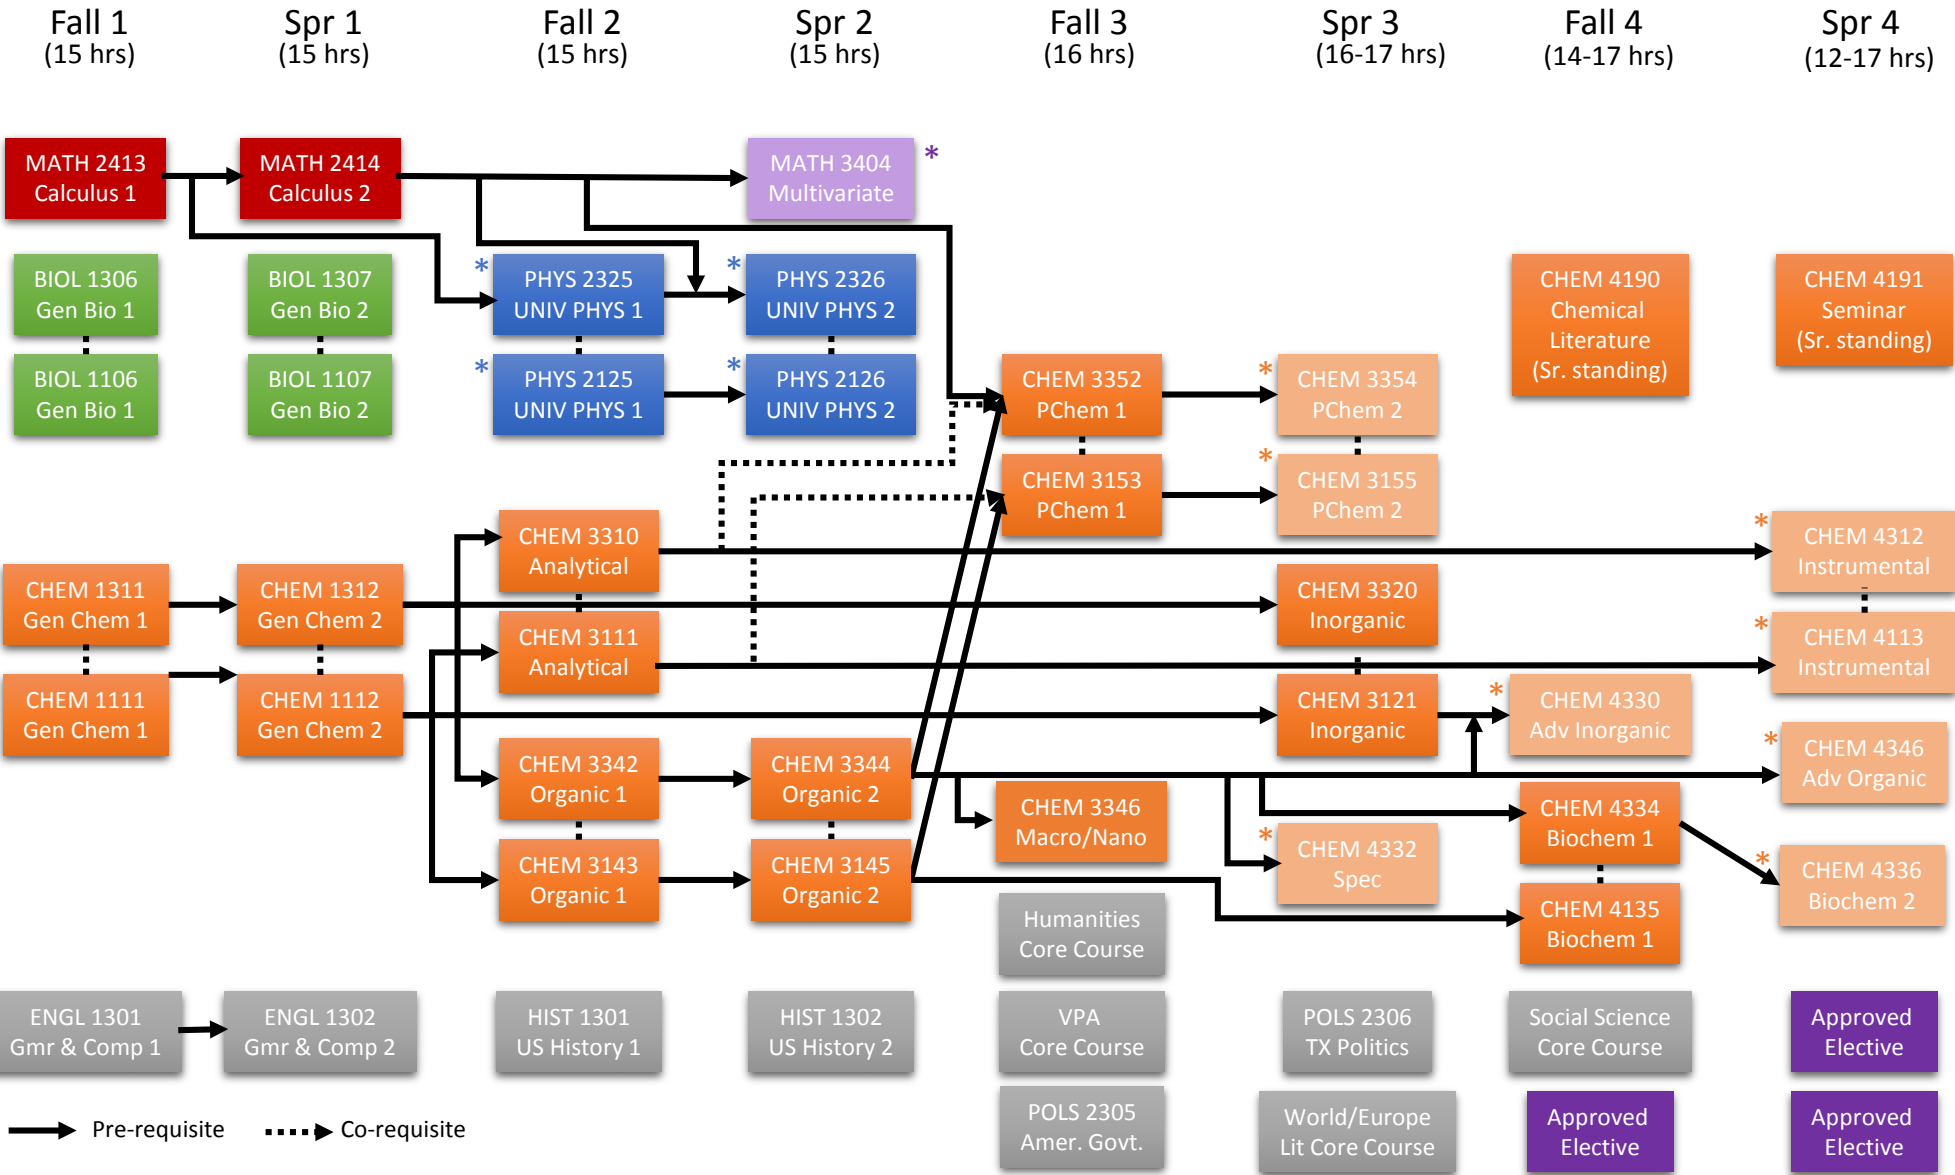 Fall 1
(15 hrs)
Spr 1
(15 hrs)
Fall 2
(15 hrs)
Spr 2
(15 hrs)
Fall 3
(16 hrs)
Spr 3
(16-17 hrs)
Fall 4
(14-17 hrs)
Spr 4
(12-17 hrs)
MATH 2413
Calculus 1
MATH 2414
Calculus 2
MATH 3404
Multivariate
*
BIOL 1306
Gen Bio 1
BIOL 1307
Gen Bio 2
*
PHYS 2325
UNIV PHYS 1
*
PHYS 2326
UNIV PHYS 2
CHEM 4190
Chemical
Literature
(Sr. standing)
CHEM 4191
Seminar
(Sr. standing)
BIOL 1106
Gen Bio 1
BIOL 1107
Gen Bio 2
*
PHYS 2125
UNIV PHYS 1
*
PHYS 2126
UNIV PHYS 2
CHEM 3352
PChem 1
*
CHEM 3354
PChem 2
CHEM 3153
PChem 1
*
CHEM 3155
PChem 2
CHEM 3310
Analytical
*
CHEM 4312
Instrumental
CHEM 1311
Gen Chem 1
CHEM 1312
Gen Chem 2
CHEM 3320
Inorganic
CHEM 3111
Analytical
*
CHEM 4113
Instrumental
CHEM 1111
Gen Chem 1
CHEM 1112
Gen Chem 2
CHEM 3121
Inorganic
*
CHEM 4330
Adv Inorganic
CHEM 3342
Organic 1
CHEM 3344
Organic 2
*
CHEM 4346
Adv Organic
CHEM 3346
Macro/Nano
CHEM 4334
Biochem 1
CHEM 3143
Organic 1
CHEM 3145
Organic 2
*
CHEM 4332
Spec
*
CHEM 4336
Biochem 2
Humanities
Core Course
CHEM 4135
Biochem 1
ENGL 1301
Gmr & Comp 1
ENGL 1302
Gmr & Comp 2
HIST 1301
US History 1
HIST 1302
US History 2
VPA
Core Course
POLS 2306
TX Politics
Social Science
Core Course
Approved
Elective
POLS 2305
Amer. Govt.
World/Europe
Lit Core Course
Approved
Elective
Approved
Elective
Pre-requisite
Co-requisite